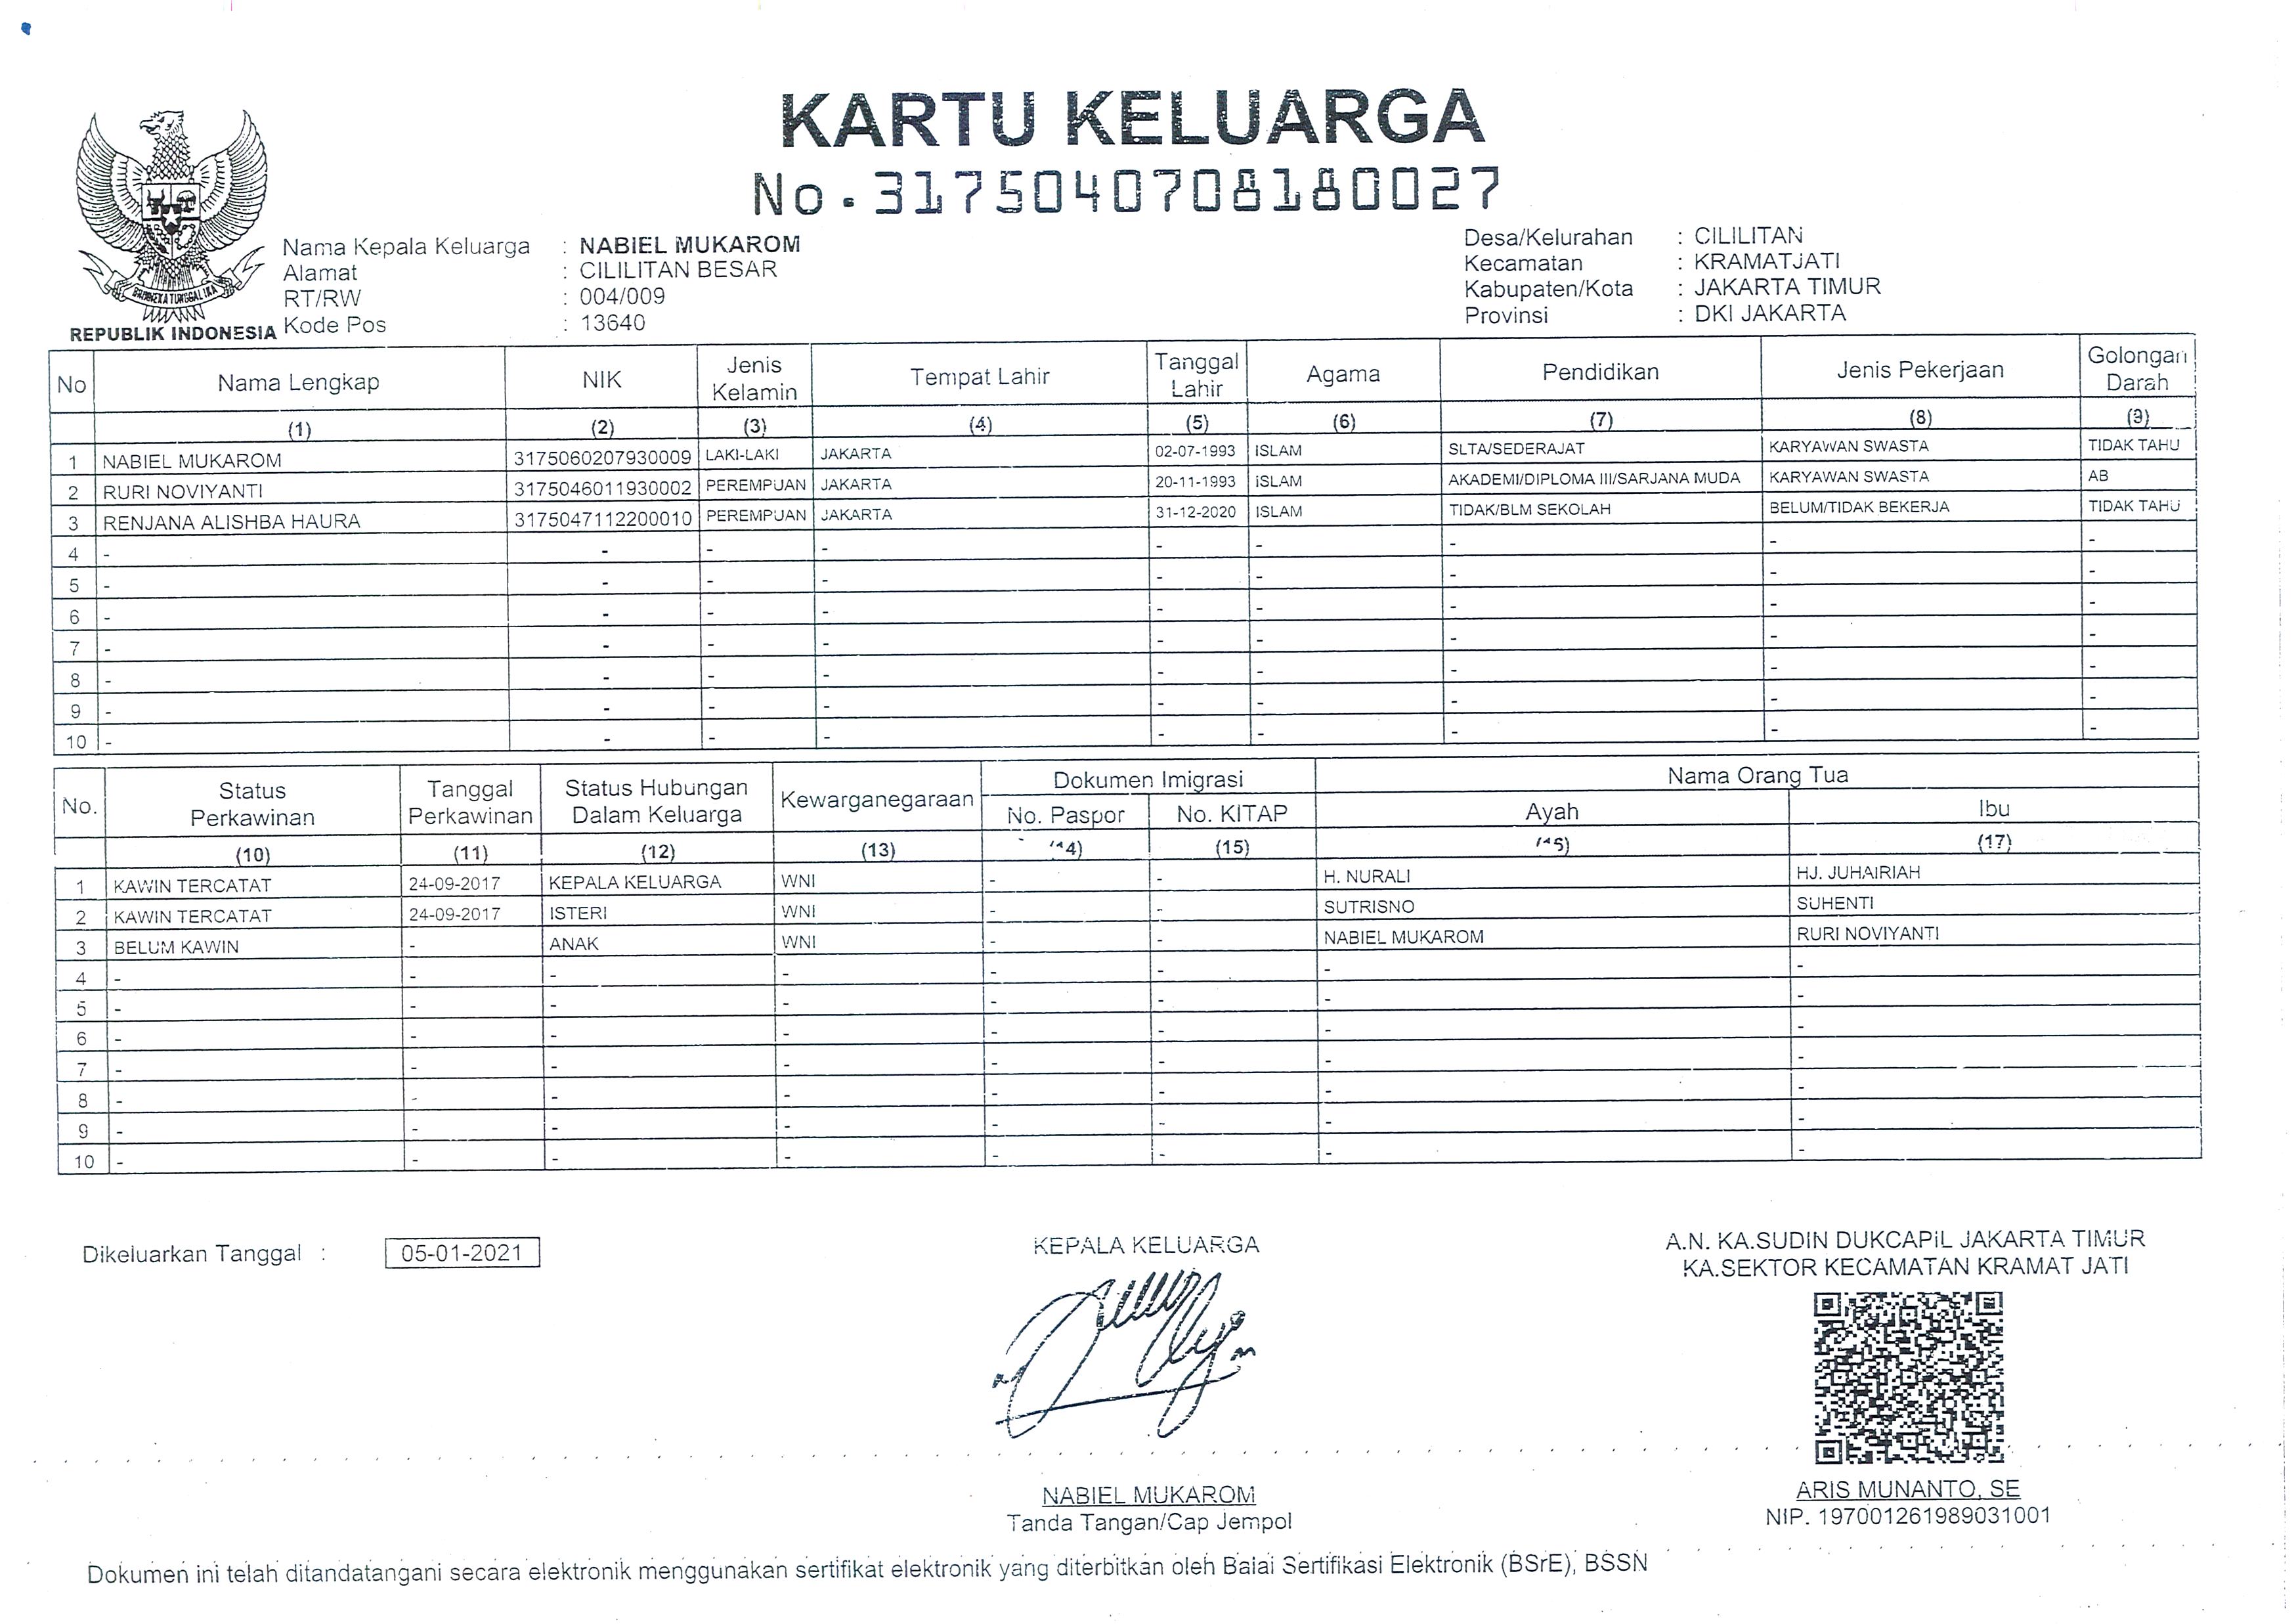 KARTU KELUARGA
No. 3175040708180027
BHINNEKA TUNGGAL IKA
REPUBLIK INDONESIA
Nama Kepala Keluarga : NABIEL MUKAROM
Alamat : CILILITAN BESAR
RT/RW : 004/009
Kode Pos : 13640
Desa/Kelurahan : CILILITAN
Kecamatan : KRAMATJATI
Kabupaten/Kota : JAKARTA TIMUR
Provinsi : DKI JAKARTA
No Nama Lengkap NIK Jenis Kelamin Tempat Lahir Tanggal Lahir Agama Pendidikan Jenis Pekerjaan Golongan Darah
(1) (2) (3) (4) (5) (6) (7) (8) (9)
1 NABIEL MUKAROM 3175060207930009 LAKI-LAKI JAKARTA 02-07-1993 ISLAM SLTA/SEDERAJAT KARYAWAN SWASTA TIDAK TAHU
2 RURI NOVIYANTI 3175046011930002 PEREMPUAN JAKARTA 20-11-1993 ISLAM AKADEMI/DIPLOMA III/SARJANA MUDA KARYAWAN SWASTA AB
3 RENJANA ALISHBA HAURA 3175047112200010 PEREMPUAN JAKARTA 31-12-2020 ISLAM TIDAK/BLM SEKOLAH BELUM/TIDAK BEKERJA TIDAK TAHU
4 - - - - - - - - -
5 - - - - - - - - -
6 - - - - - - - - -
7 - - - - - - - - -
8 - - - - - - - - -
9 - - - - - - - - -
10 - - - - - - - - -
No. Status Perkawinan Tanggal Perkawinan Status Hubungan Dalam Keluarga Kewarganegaraan Dokumen Imigrasi Nama Orang Tua
No. Paspor No. KITAP Ayah Ibu
(10) (11) (12) (13) (14) (15) (16) (17)
1 KAWIN TERCATAT 24-09-2017 KEPALA KELUARGA WNI - - H. NURALI HJ. JUHAIRIAH
2 KAWIN TERCATAT 24-09-2017 ISTERI WNI - - SUTRISNO SUHENTI
3 BELUM KAWIN - ANAK WNI - - NABIEL MUKAROM RURI NOVIYANTI
4 - - - - - - - -
5 - - - - - - - -
6 - - - - - - - -
7 - - - - - - - -
8 - - - - - - - -
9 - - - - - - - -
10 - - - - - - - -
Dikeluarkan Tanggal : 05-01-2021
KEPALA KELUARGA
NABIEL MUKAROM
Tanda Tangan/Cap Jempol
A.N. KA.SUDIN DUKCAPIL JAKARTA TIMUR
KA.SEKTOR KECAMATAN KRAMAT JATI
ARIS MUNANTO, SE
NIP. 197001261989031001
Dokumen ini telah ditandatangani secara elektronik menggunakan sertifikat elektronik yang diterbitkan oleh Balai Sertifikasi Elektronik (BSrE), BSSN